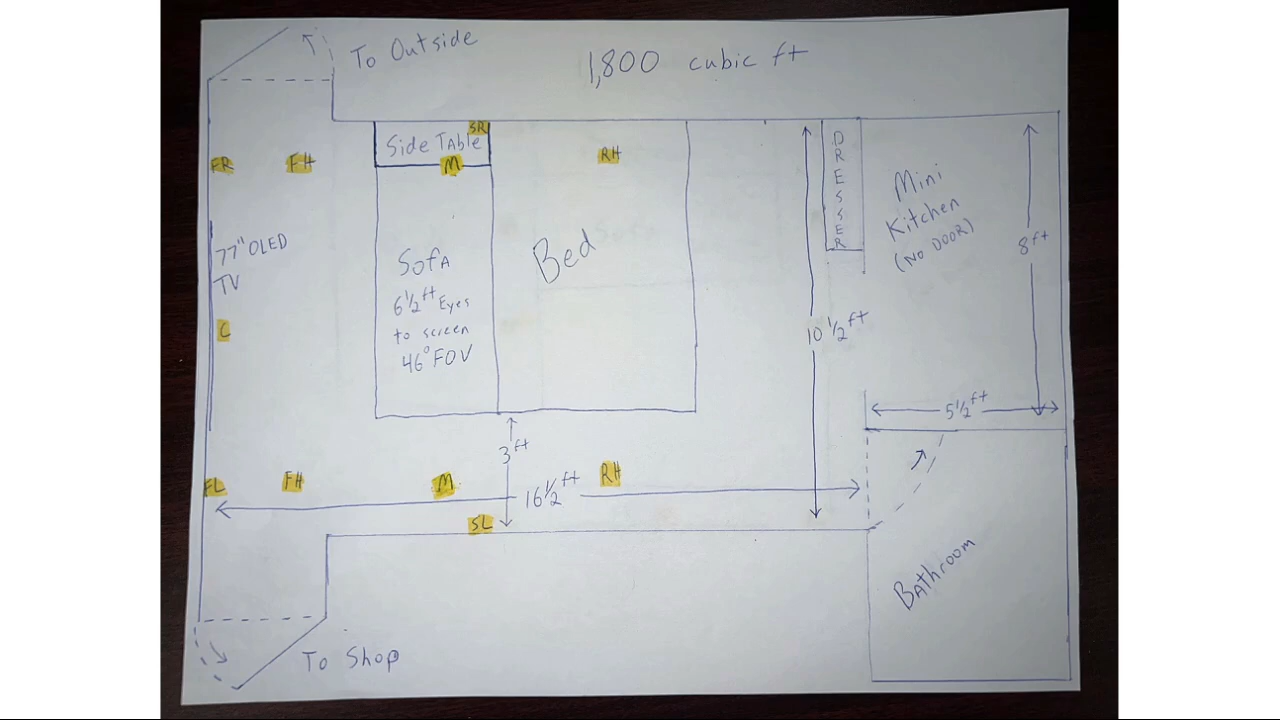 To Outside
1,800 cubic ft
SR
Side Table
M
FR
FH
RH
DRESSER
Mini
Kitchen
(No Door)
8ft
77" OLED
TV
Sofa
6 1/2 ft Eyes
to screen
46° FOV
Bed
C
10 1/2 ft
5 1/2 ft
3 ft
FL
FH
M
RH
16 1/2 ft
SL
Bathroom
To Shop